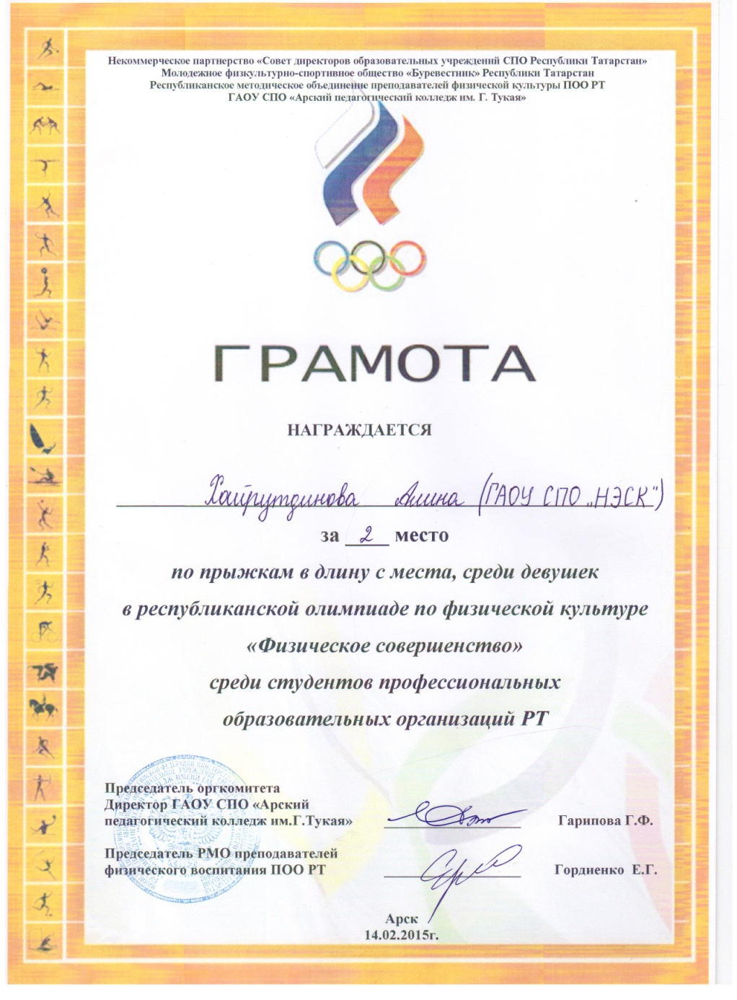 Некоммерческое партнерство «Совет директоров образовательных учреждений СПО Республики Татарстан»
Молодежное физкультурно-спортивное общество «Буревестник» Республики Татарстан
Республиканское методическое объединение преподавателей физической культуры ПОО РТ
ГАОУ СПО «Арский педагогический колледж им. Г. Тукая»
ГРАМОТА
НАГРАЖДАЕТСЯ
Хайрутдинова Алина (ГАОУ СПО „НЭСК")
за 2 место
по прыжкам в длину с места, среди девушек
в республиканской олимпиаде по физической культуре
«Физическое совершенство»
среди студентов профессиональных
образовательных организаций РТ
Председатель оргкомитета
Директор ГАОУ СПО «Арский
педагогический колледж им.Г.Тукая» Гарипова Г.Ф.
Председатель РМО преподавателей
физического воспитания ПОО РТ Гордиенко Е.Г.
Арск
14.02.2015г.